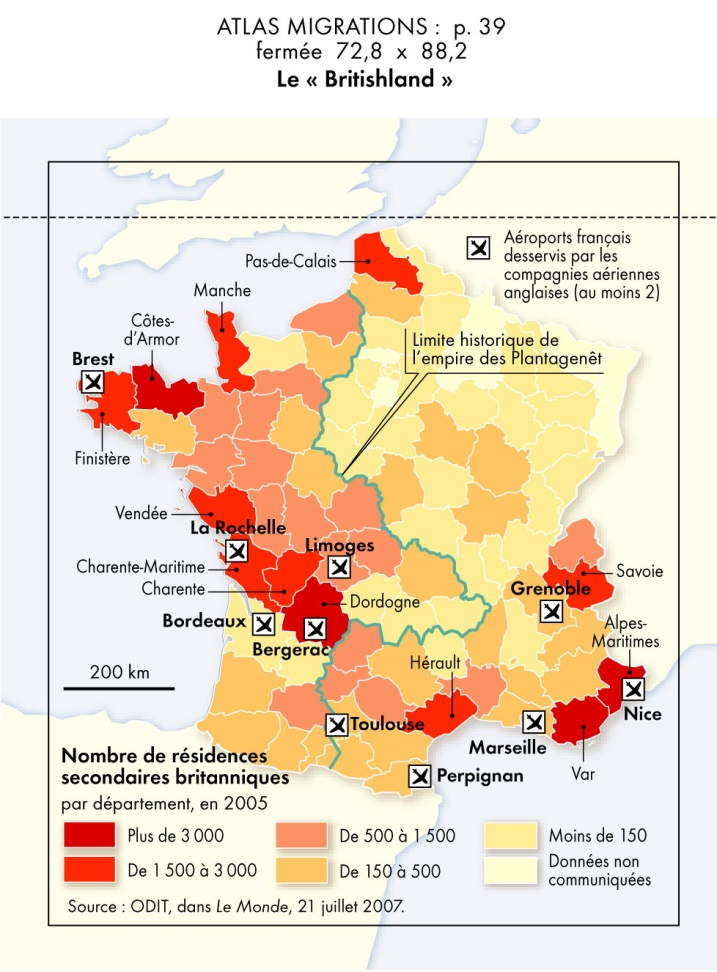 ATLAS MIGRATIONS : p. 39
fermée 72,8 x 88,2
Le « Britishland »
Aéroports français
desservis par les
compagnies aériennes
anglaises (au moins 2)
Pas-de-Calais
Manche
Côtes-
d’Armor
Limite historique de
l’empire des Plantagenêt
Brest
Finistère
Vendée
La Rochelle
Limoges
Charente-Maritime
Charente
Savoie
Grenoble
Dordogne
Bordeaux
Alpes-
Maritimes
Bergerac
Hérault
200 km
Nice
Toulouse
Marseille
Var
Perpignan
Nombre de résidences
secondaires britanniques
par département, en 2005
Plus de 3 000
De 500 à 1 500
Moins de 150
De 1 500 à 3 000
De 150 à 500
Données non
communiquées
Source : ODIT, dans Le Monde, 21 juillet 2007.